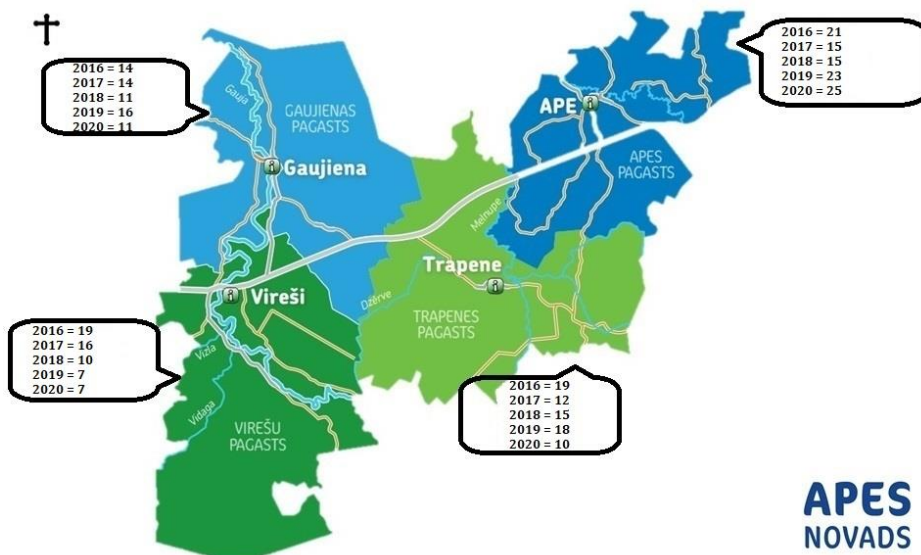 2016 = 14
2017 = 14
2018 = 11
2019 = 16
2020 = 11
2016 = 21
2017 = 15
2018 = 15
2019 = 23
2020 = 25
Gauja
GAUJIENAS
PAGASTS
Gaujiena
APE
APES
PAGASTS
Melnupe
Trapene
Vireši
Dzērve
TRAPENES
PAGASTS
2016 = 19
2017 = 16
2018 = 10
2019 = 7
2020 = 7
Vizla
Vidaga
VIREŠU
PAGASTS
2016 = 19
2017 = 12
2018 = 15
2019 = 18
2020 = 10
APES
NOVADS